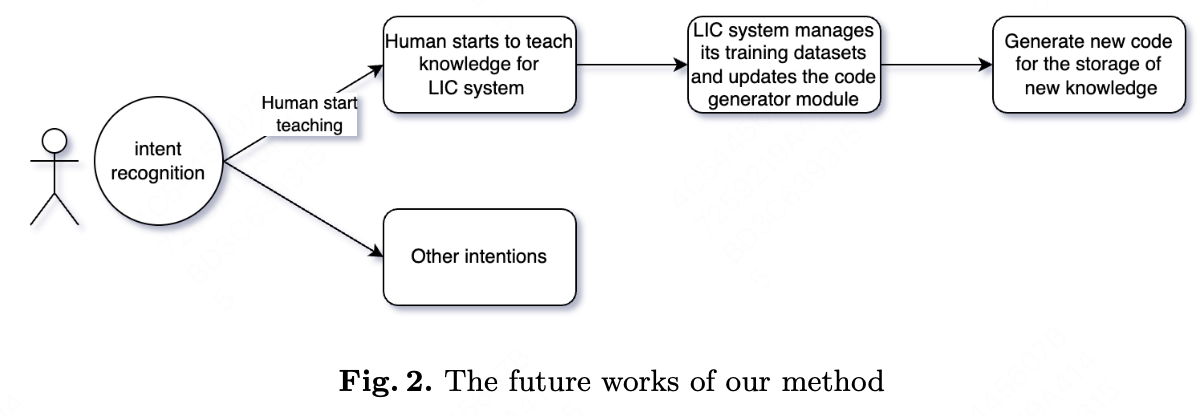 intent
recognition
Human start
teaching
Human starts to teach
knowledge for
LIC system
LIC system manages
its training datasets
and updates the code
generator module
Generate new code
for the storage of
new knowledge
Other intentions
Fig. 2. The future works of our method